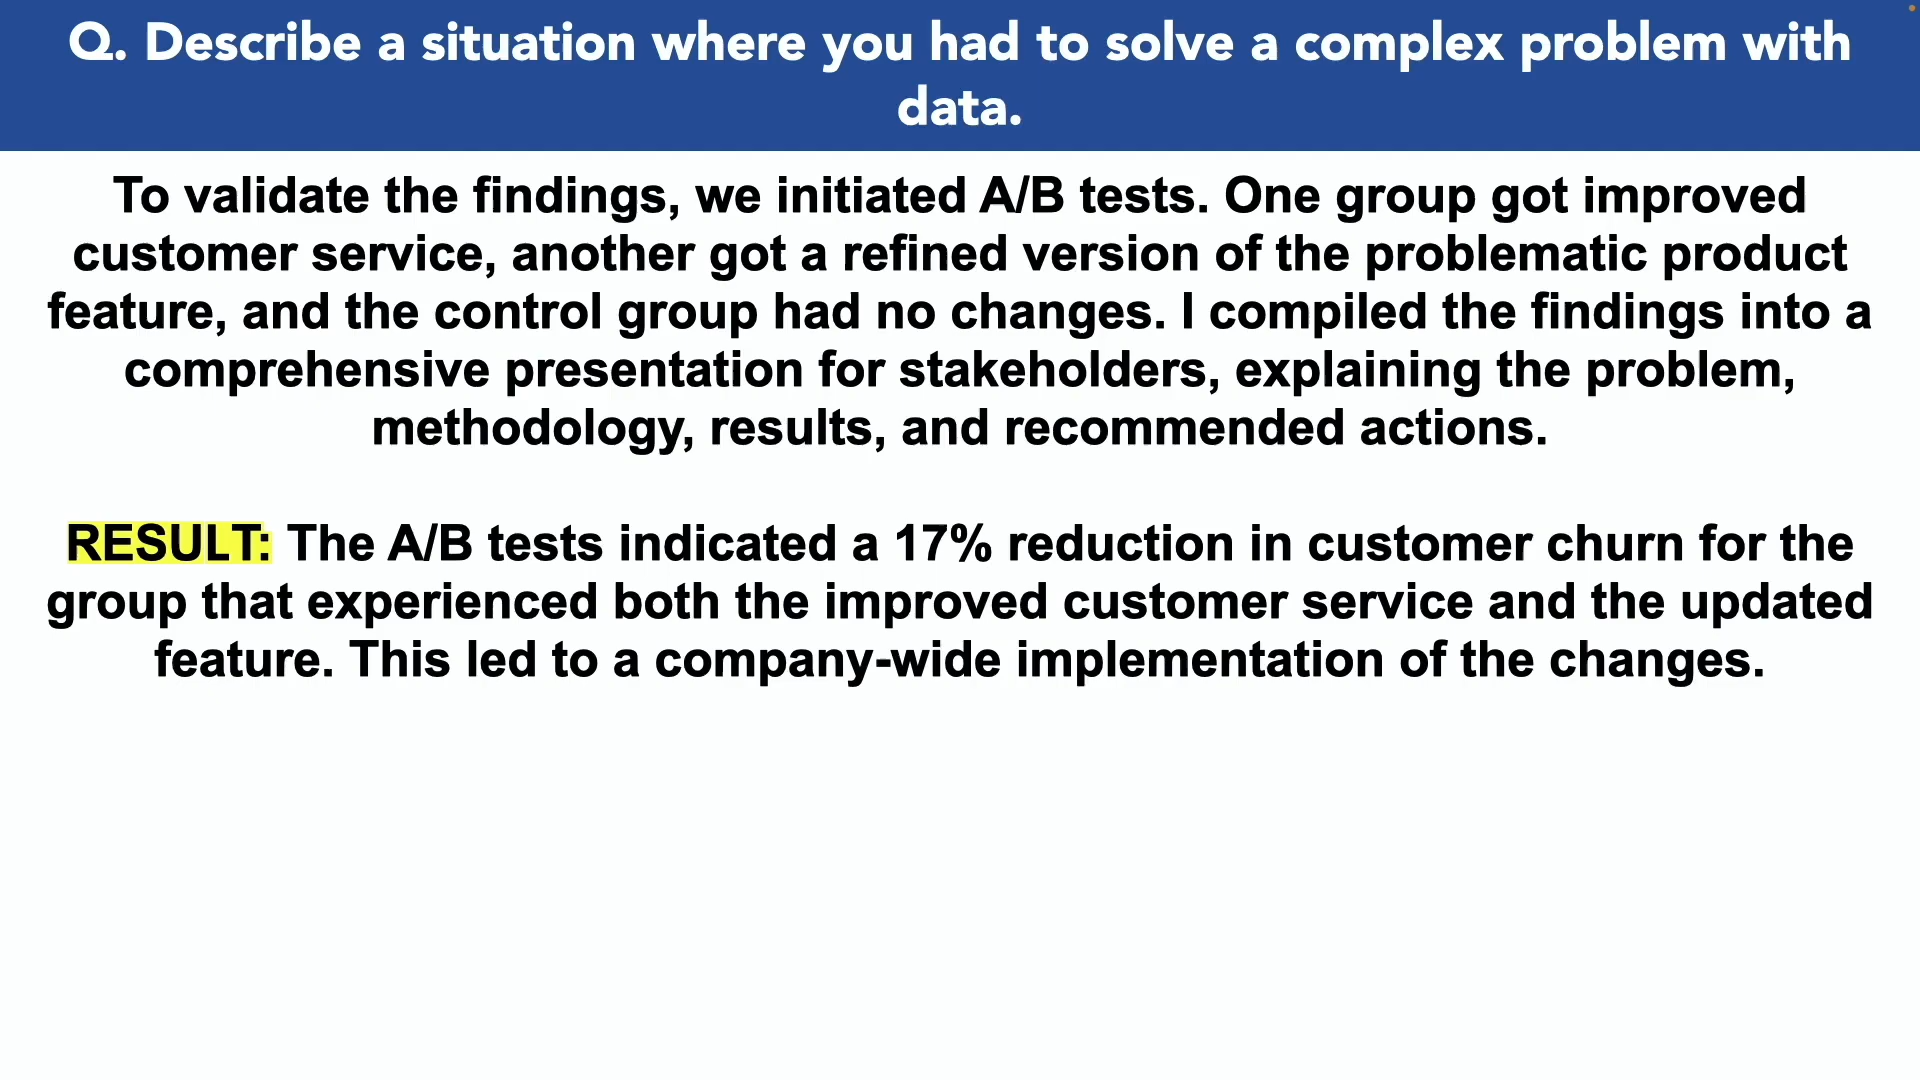 Q. Describe a situation where you had to solve a complex problem with
data.
To validate the findings, we initiated A/B tests. One group got improved
customer service, another got a refined version of the problematic product
feature, and the control group had no changes. I compiled the findings into a
comprehensive presentation for stakeholders, explaining the problem,
methodology, results, and recommended actions.
RESULT: The A/B tests indicated a 17% reduction in customer churn for the
group that experienced both the improved customer service and the updated
feature. This led to a company-wide implementation of the changes.